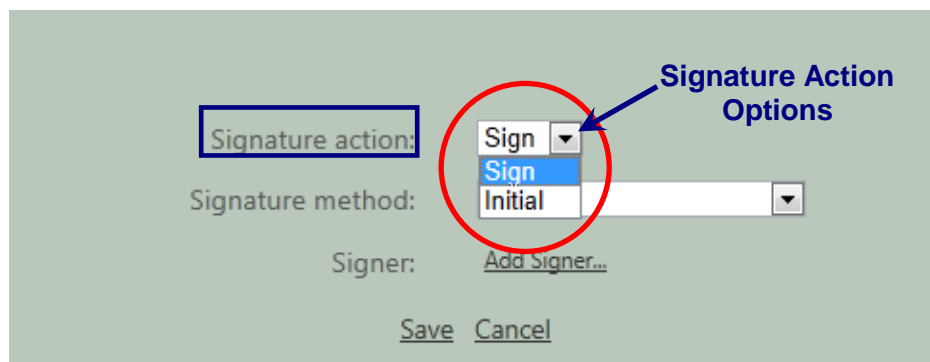 Signature Action
Options
Signature action:
Sign
Sign
Initial
Signature method:
Signer:
Add Signer...
Save Cancel